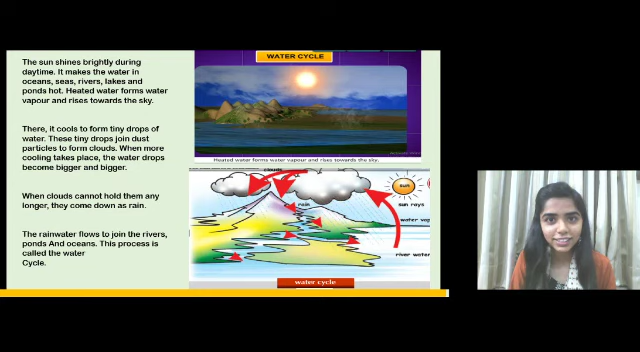 The sun shines brightly during
daytime. It makes the water in
oceans, seas, rivers, lakes and
ponds hot. Heated water forms water
vapour and rises towards the sky.
There, it cools to form tiny drops of
water. These tiny drops join dust
particles to form clouds. When more
cooling takes place, the water drops
become bigger and bigger.
When clouds cannot hold them any
longer, they come down as rain.
The rainwater flows to join the rivers,
ponds And oceans. This process is
called the water
Cycle.
WATER CYCLE
Heated water forms water vapour and rises towards the sky.
clouds
sun
rain
sun rays
water vap
river water
water cycle